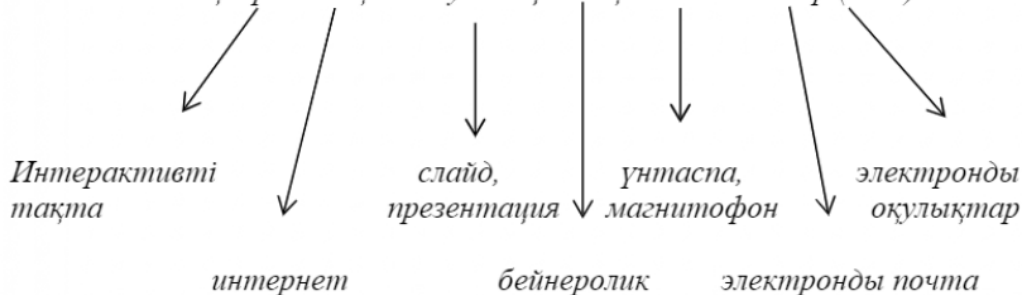 Интерактивті слайд, үнтаспа, электронды
тақта презентация магнитофон оқулықтар
интернет бейнеролик электронды почта